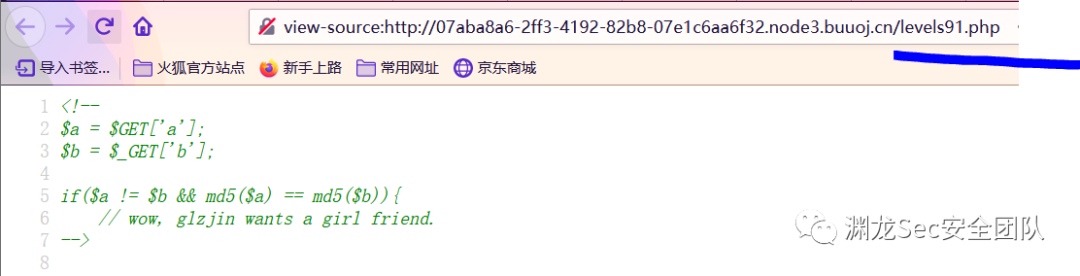 view-source:http://07aba8a6-2ff3-4192-82b8-07e1c6aa6f32.node3.buuoj.cn/levels91.php
导入书签... 火狐官方站点 新手上路 常用网址 京东商城
1 <!--
2 $a = $GET['a'];
3 $b = $_GET['b'];
4
5 if($a != $b && md5($a) == md5($b)){
6 // wow, glzjin wants a girl friend.
7 -->
8
渊龙Sec安全团队